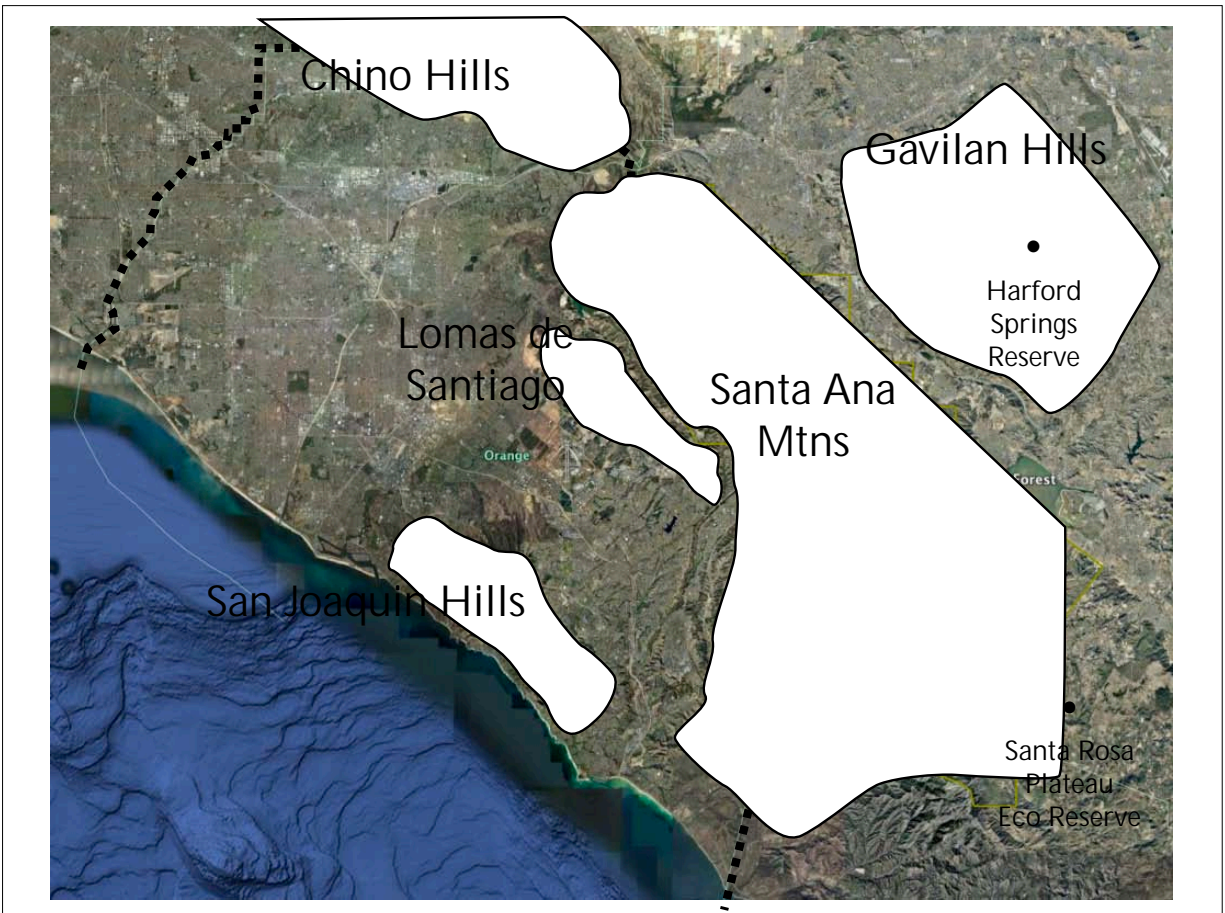 Chino Hills
Gavilan Hills
Harford
Springs
Reserve
Lomas de
Santiago
Santa Ana
Mtns
Orange
Forest
San Joaquin Hills
Santa Rosa
Plateau
Eco Reserve